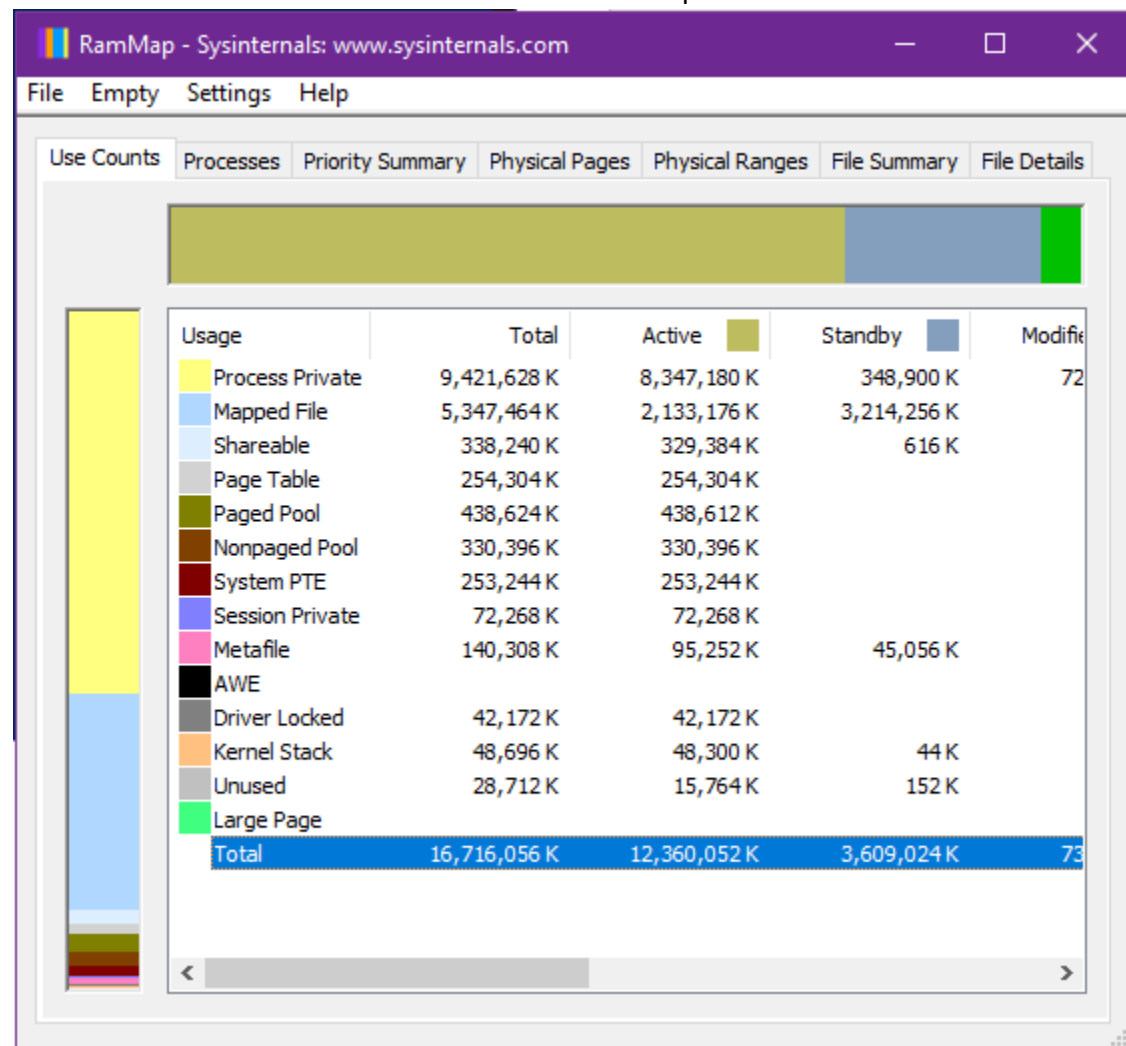 RamMap - Sysinternals: www.sysinternals.com
File Empty Settings Help
Use Counts Processes Priority Summary Physical Pages Physical Ranges File Summary File Details
Usage Total Active Standby Modifie
Process Private 9,421,628 K 8,347,180 K 348,900 K 72
Mapped File 5,347,464 K 2,133,176 K 3,214,256 K
Shareable 338,240 K 329,384 K 616 K
Page Table 254,304 K 254,304 K
Paged Pool 438,624 K 438,612 K
Nonpaged Pool 330,396 K 330,396 K
System PTE 253,244 K 253,244 K
Session Private 72,268 K 72,268 K
Metafile 140,308 K 95,252 K 45,056 K
AWE
Driver Locked 42,172 K 42,172 K
Kernel Stack 48,696 K 48,300 K 44 K
Unused 28,712 K 15,764 K 152 K
Large Page
Total 16,716,056 K 12,360,052 K 3,609,024 K 73